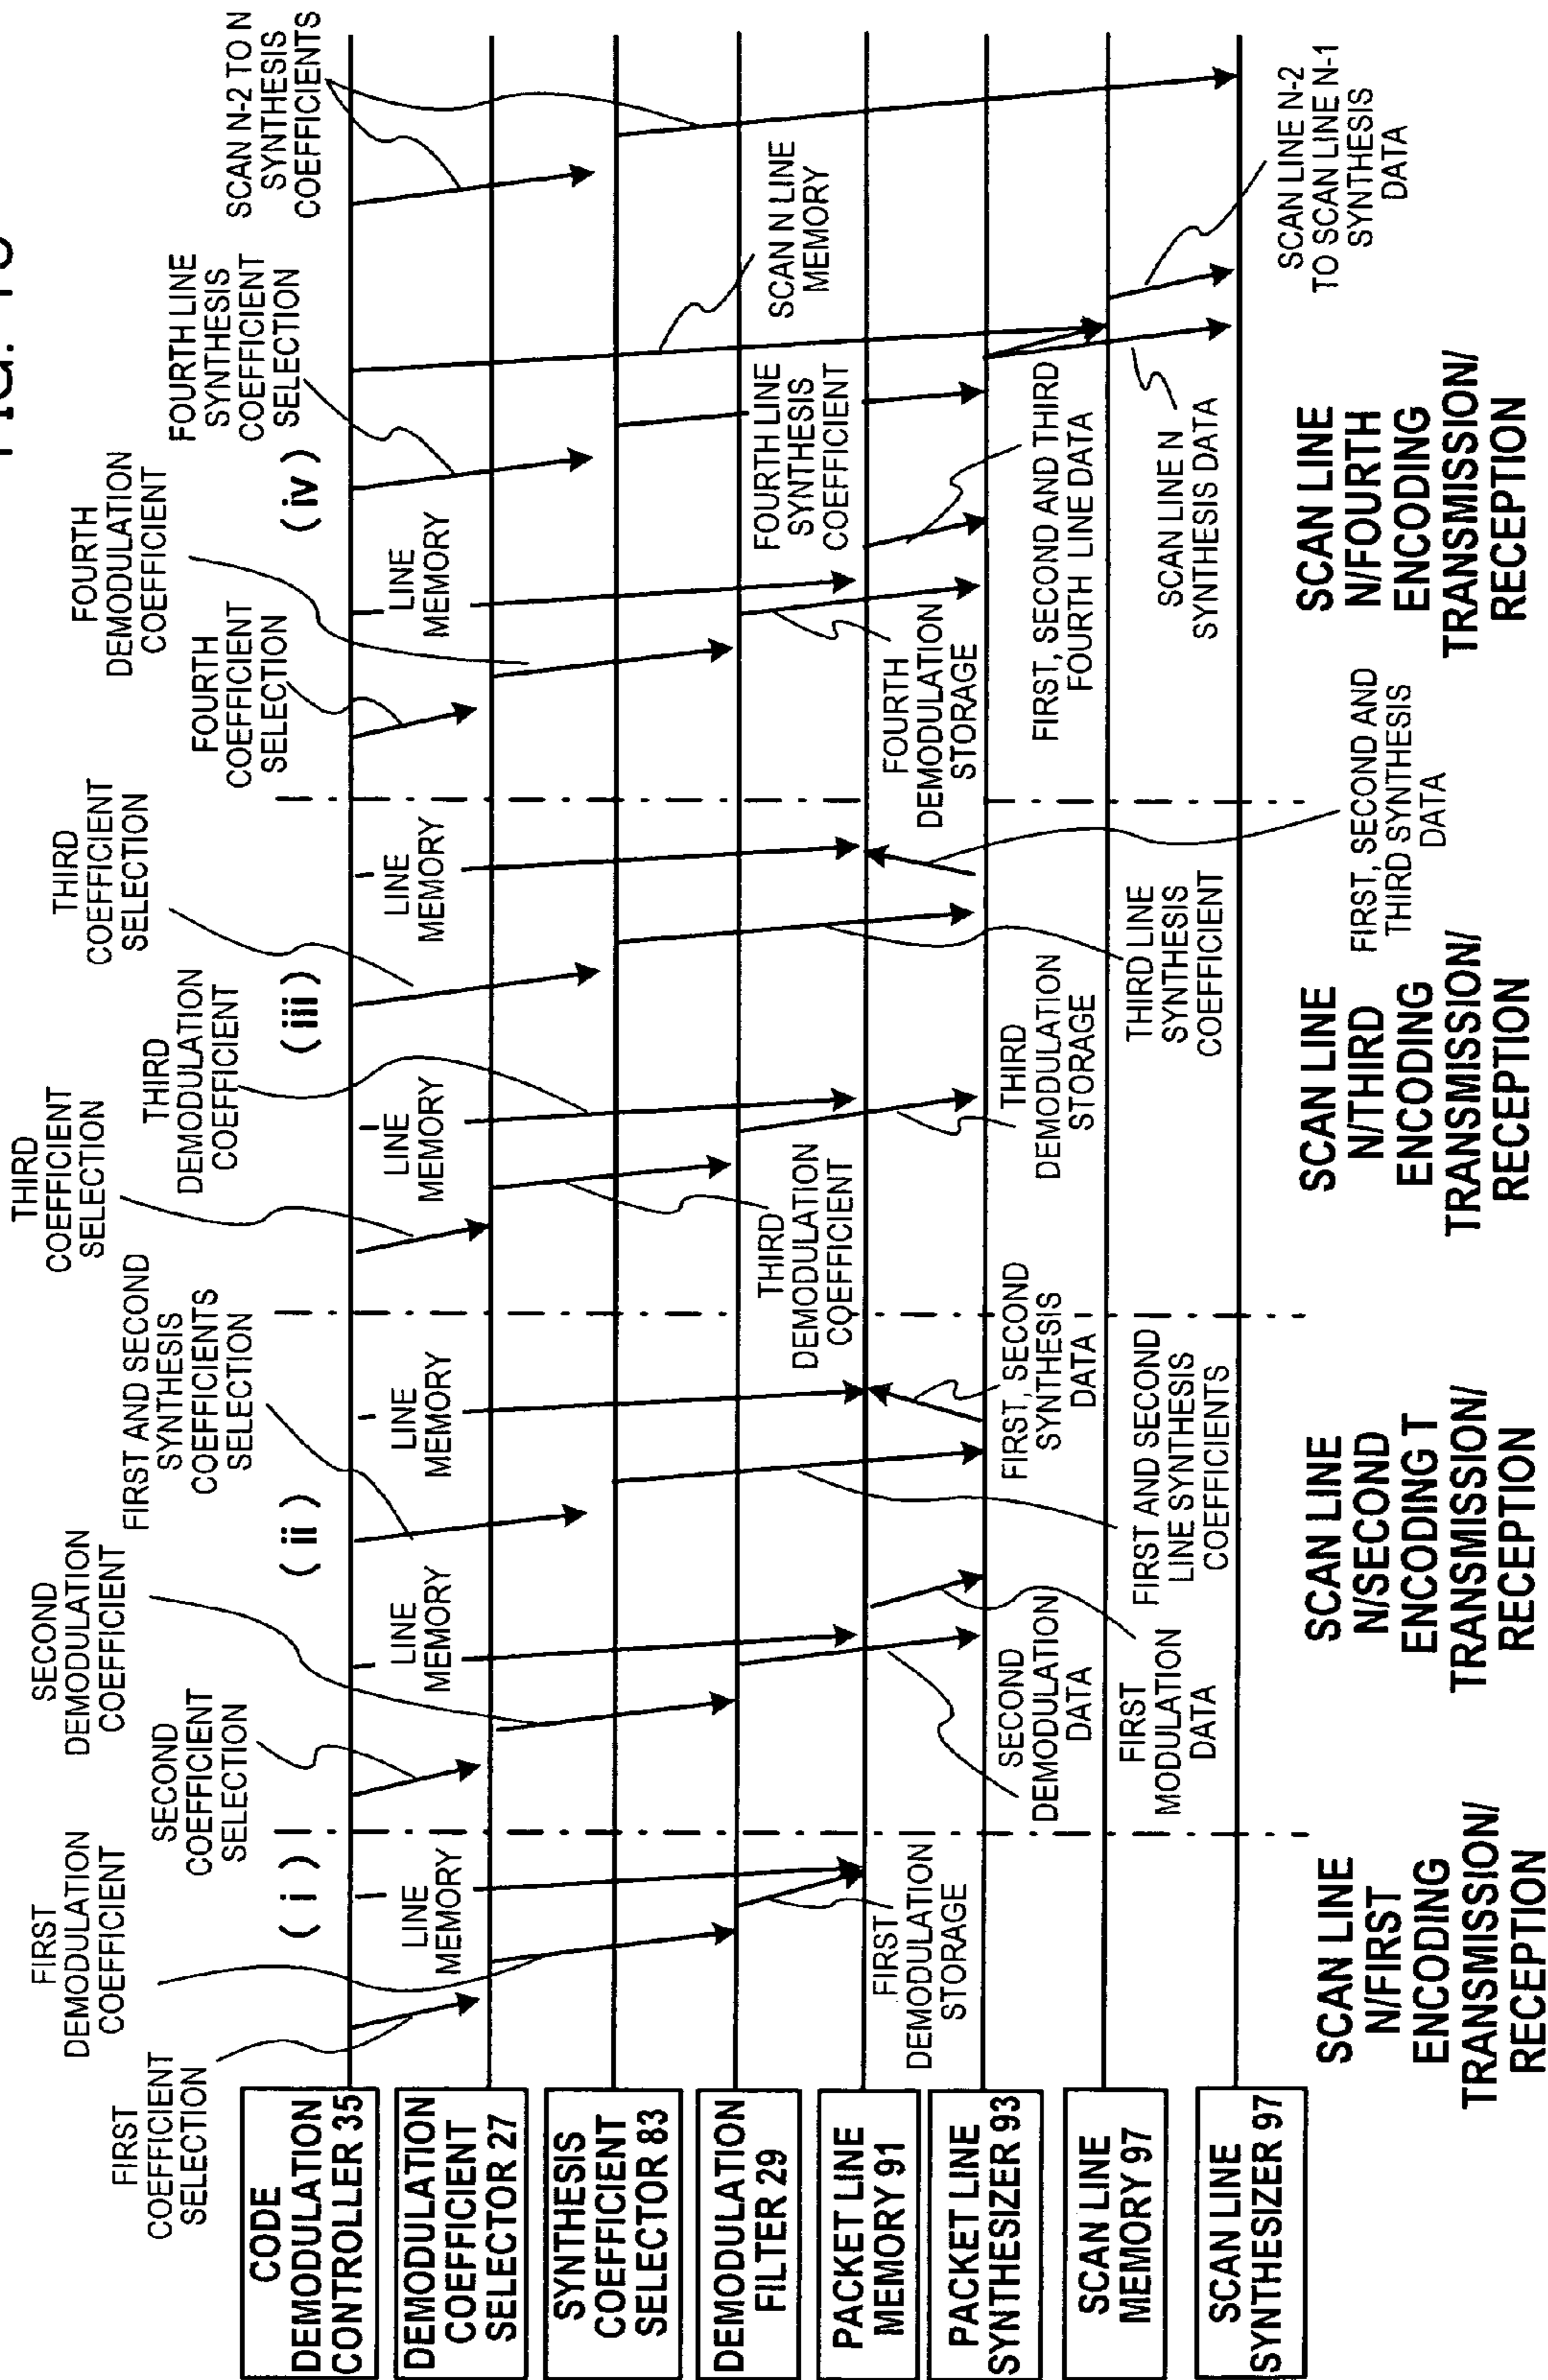 CODE
DEMODULATION
CONTROLLER 35
DEMODULATION
COEFFICIENT
SELECTOR 27
SYNTHESIS
COEFFICIENT
SELECTOR 83
DEMODULATION
FILTER 29
PACKET LINE
MEMORY 91
PACKET LINE
SYNTHESIZER 93
SCAN LINE
MEMORY 97
SCAN LINE
SYNTHESIZER 97
FIRST
COEFFICIENT
SELECTION
FIRST
DEMODULATION
COEFFICIENT
( i )
LINE
MEMORY
FIRST
DEMODULATION
STORAGE
SCAN LINE
N/FIRST
ENCODING
TRANSMISSION/
RECEPTION
SECOND
COEFFICIENT
SELECTION
SECOND
DEMODULATION
COEFFICIENT
( ii )
LINE
MEMORY
FIRST AND SECOND
SYNTHESIS
COEFFICIENTS
SELECTION
LINE
MEMORY
SECOND
DEMODULATION
DATA
FIRST
MODULATION
DATA
FIRST, SECOND
SYNTHESIS
DATA
FIRST AND SECOND
LINE SYNTHESIS
COEFFICIENTS
SCAN LINE
N/SECOND
ENCODING T
TRANSMISSION/
RECEPTION
THIRD
COEFFICIENT
SELECTION
THIRD
DEMODULATION
COEFFICIENT
( iii )
LINE
MEMORY
THIRD
COEFFICIENT
SELECTION
LINE
MEMORY
THIRD
DEMODULATION
COEFFICIENT
THIRD
DEMODULATION
STORAGE
THIRD LINE
SYNTHESIS
COEFFICIENT
FIRST, SECOND AND
THIRD SYNTHESIS
DATA
SCAN LINE
N/THIRD
ENCODING
TRANSMISSION/
RECEPTION
FOURTH
COEFFICIENT
SELECTION
FOURTH
DEMODULATION
COEFFICIENT
( iv )
LINE
MEMORY
FOURTH LINE
SYNTHESIS
COEFFICIENT
SELECTION
SCAN N-2 TO N
SYNTHESIS
COEFFICIENTS
SCAN N LINE
MEMORY
FOURTH LINE
SYNTHESIS
COEFFICIENT
FOURTH
DEMODULATION
STORAGE
FIRST, SECOND AND THIRD
FOURTH LINE DATA
SCAN LINE N
SYNTHESIS DATA
SCAN LINE N-2
TO SCAN LINE N-1
SYNTHESIS
DATA
SCAN LINE
N/FOURTH
ENCODING
TRANSMISSION/
RECEPTION